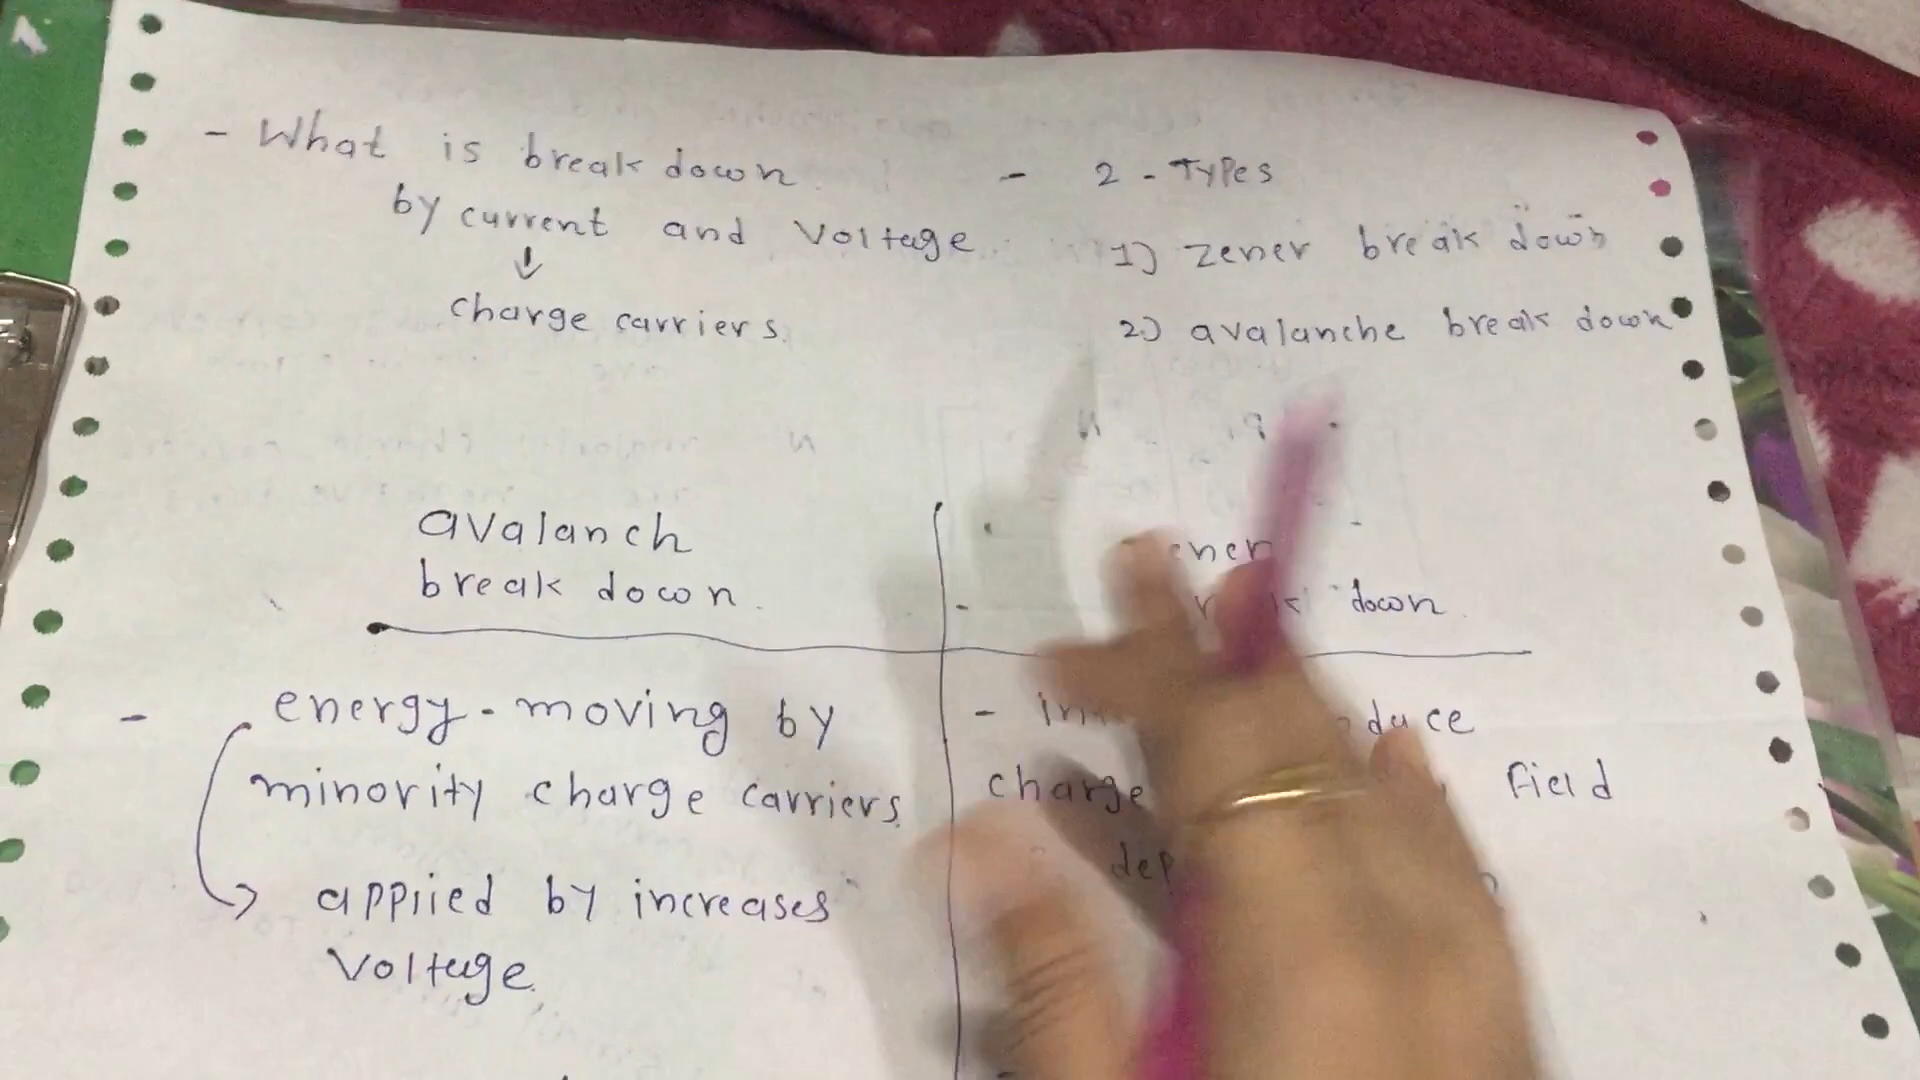 - What is break down
by current and voltage
↓
charge carriers.
- 2 - Types
1) zener break down
2) avalanche break down
avalanch
break down.
down.
- energy - moving by
minority charge carriers.
applied by increases
voltage.
-
charge field